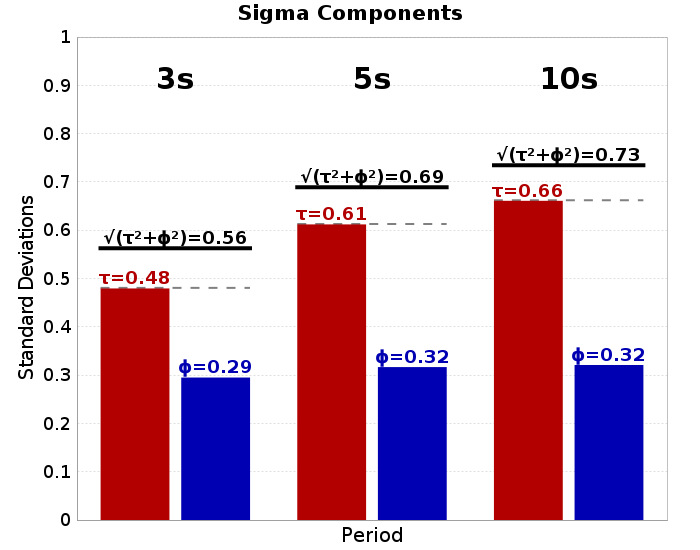 Sigma Components
1
0.9
0.8
0.7
0.6
0.5
0.4
0.3
0.2
0.1
0
Standard Deviations
3s
5s
10s
√(τ²+ϕ²)=0.56
τ=0.48
ϕ=0.29
√(τ²+ϕ²)=0.69
τ=0.61
ϕ=0.32
√(τ²+ϕ²)=0.73
τ=0.66
ϕ=0.32
Period